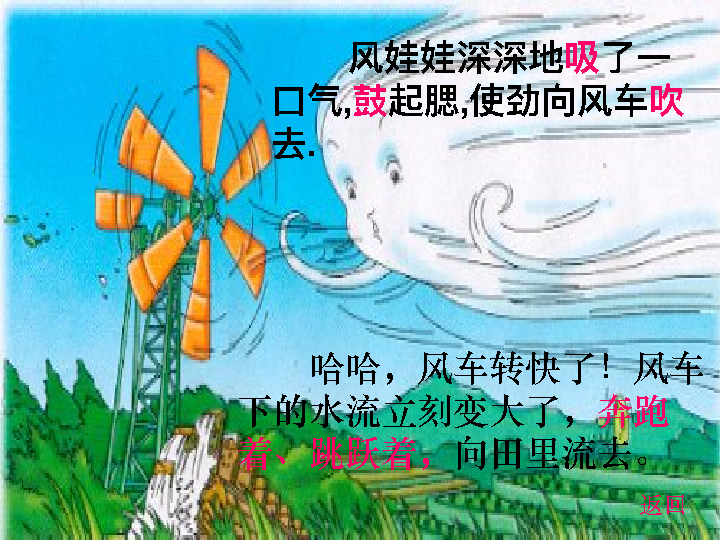 风娃娃深深地吸了一
口气,鼓起腮,使劲向风车吹
去.
哈哈，风车转快了！风车
下的水流立刻变大了，奔跑
着、跳跃着，向田里流去。
返回